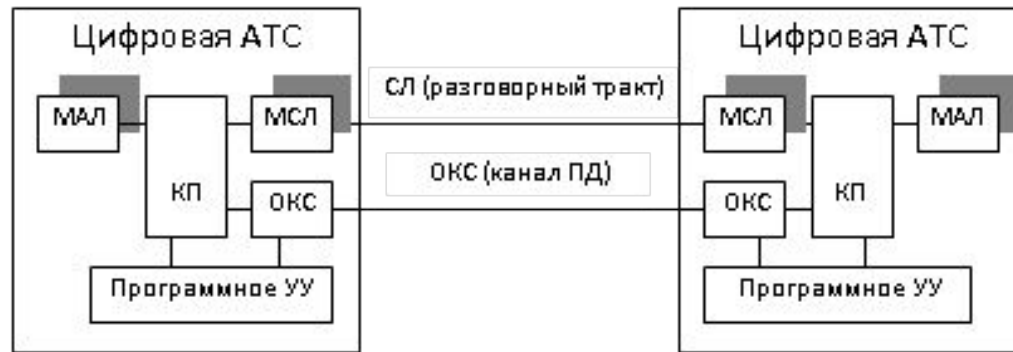 Цифровая АТС
Цифровая АТС
СЛ (разговорный тракт)
МАЛ
МСЛ
МСЛ
МАЛ
ОКС (канал ПД)
КП
ОКС
ОКС
КП
Программное УУ
Программное УУ